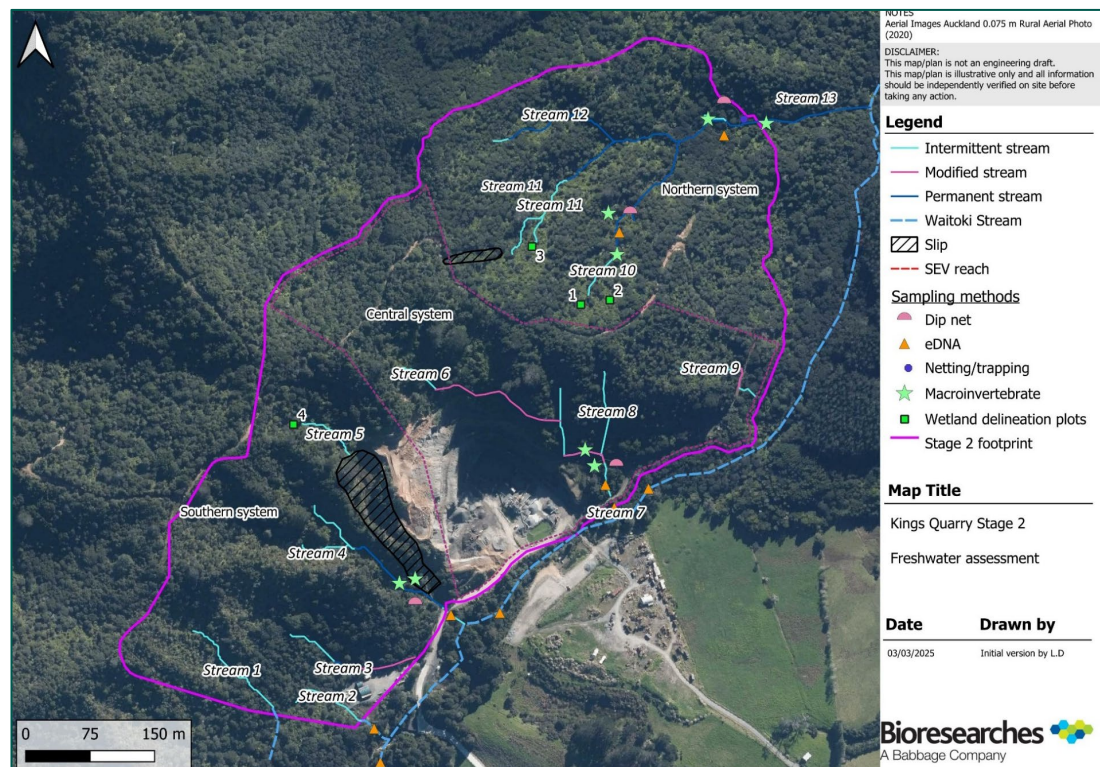 NOTES
Aerial Images Auckland 0.075 m Rural Aerial Photo
(2020)
DISCLAIMER:
This map/plan is not an engineering draft.
This map/plan is illustrative only and all information
should be independently verified on site before
taking any action.
Legend
Intermittent stream
Modified stream
Permanent stream
Waitoki Stream
Slip
SEV reach
Sampling methods
Dip net
eDNA
Netting/trapping
Macroinvertebrate
Wetland delineation plots
Stage 2 footprint
Map Title
Kings Quarry Stage 2
Freshwater assessment
Date Drawn by
03/03/2025 Initial version by L.D
Bioresearches
A Babbage Company
Stream 13
Stream 12
Stream 11
Northern system
Stream 11
3
Stream 10
1 2
Central system
Stream 9
Stream 6
Stream 8
4
Stream 5
Southern system
Stream 7
Stream 4
Stream 3
Stream 1
Stream 2
0 75 150 m